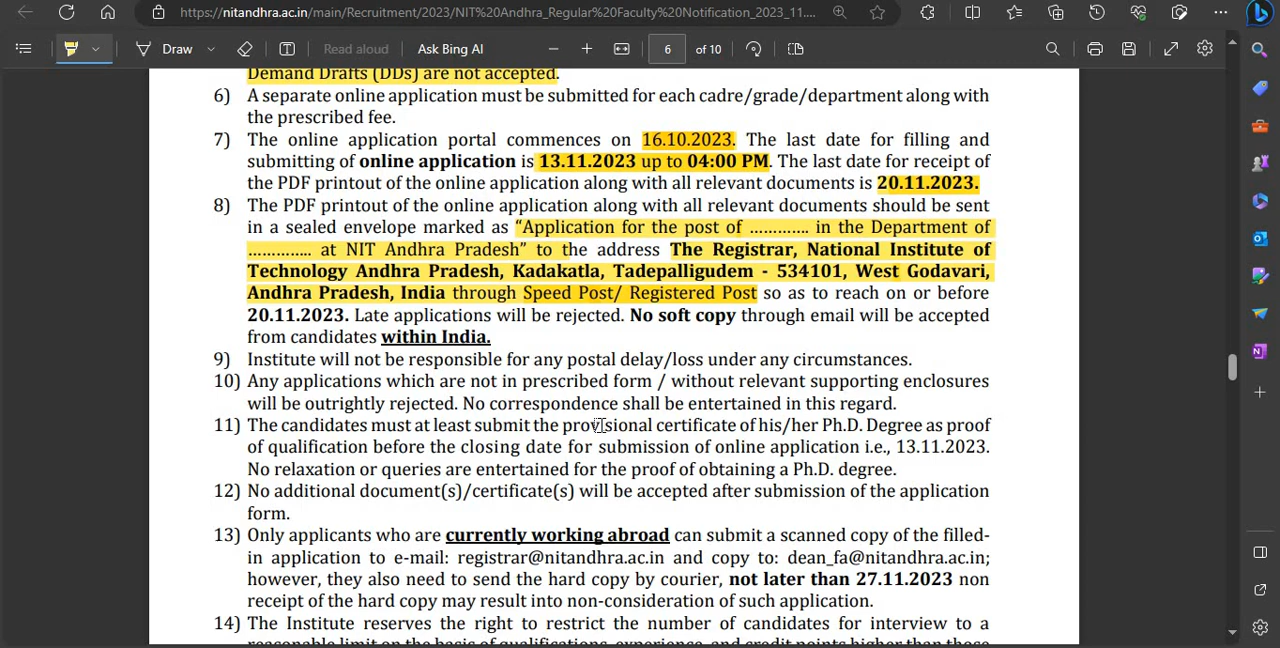 https://nitandhra.ac.in/main/Recruitment/2023/NIT%20Andhra_Regular%20Faculty%20Notification_2023_11....
Draw
Read aloud
Ask Bing AI
6 of 10
Demand Drafts (DDs) are not accepted.
6) A separate online application must be submitted for each cadre/grade/department along with
the prescribed fee.
7) The online application portal commences on 16.10.2023. The last date for filling and
submitting of online application is 13.11.2023 up to 04:00 PM. The last date for receipt of
the PDF printout of the online application along with all relevant documents is 20.11.2023.
8) The PDF printout of the online application along with all relevant documents should be sent
in a sealed envelope marked as “Application for the post of ............. in the Department of
.............. at NIT Andhra Pradesh” to the address The Registrar, National Institute of
Technology Andhra Pradesh, Kadakatla, Tadepalligudem - 534101, West Godavari,
Andhra Pradesh, India through Speed Post/ Registered Post so as to reach on or before
20.11.2023. Late applications will be rejected. No soft copy through email will be accepted
from candidates within India.
9) Institute will not be responsible for any postal delay/loss under any circumstances.
10) Any applications which are not in prescribed form / without relevant supporting enclosures
will be outrightly rejected. No correspondence shall be entertained in this regard.
11) The candidates must at least submit the provisional certificate of his/her Ph.D. Degree as proof
of qualification before the closing date for submission of online application i.e., 13.11.2023.
No relaxation or queries are entertained for the proof of obtaining a Ph.D. degree.
12) No additional document(s)/certificate(s) will be accepted after submission of the application
form.
13) Only applicants who are currently working abroad can submit a scanned copy of the filled-
in application to e-mail: registrar@nitandhra.ac.in and copy to: dean_fa@nitandhra.ac.in;
however, they also need to send the hard copy by courier, not later than 27.11.2023 non
receipt of the hard copy may result into non-consideration of such application.
14) The Institute reserves the right to restrict the number of candidates for interview to a
reasonable limit on the basis of qualifications, experience, and credit points higher than those